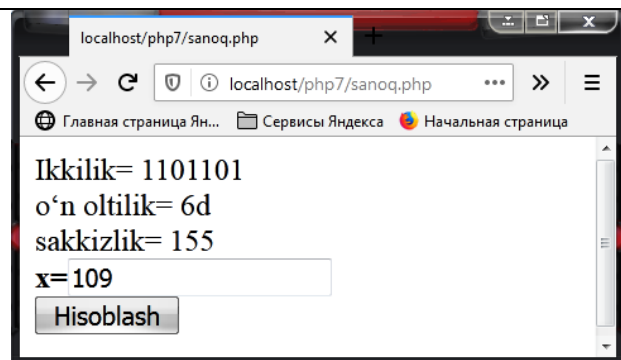 localhost/php7/sanoq.php
localhost/php7/sanoq.php
Главная страница Ян... Сервисы Яндекса Начальная страница
Ikkilik= 1101101
o‘n oltilik= 6d
sakkizlik= 155
x= 109
Hisoblash